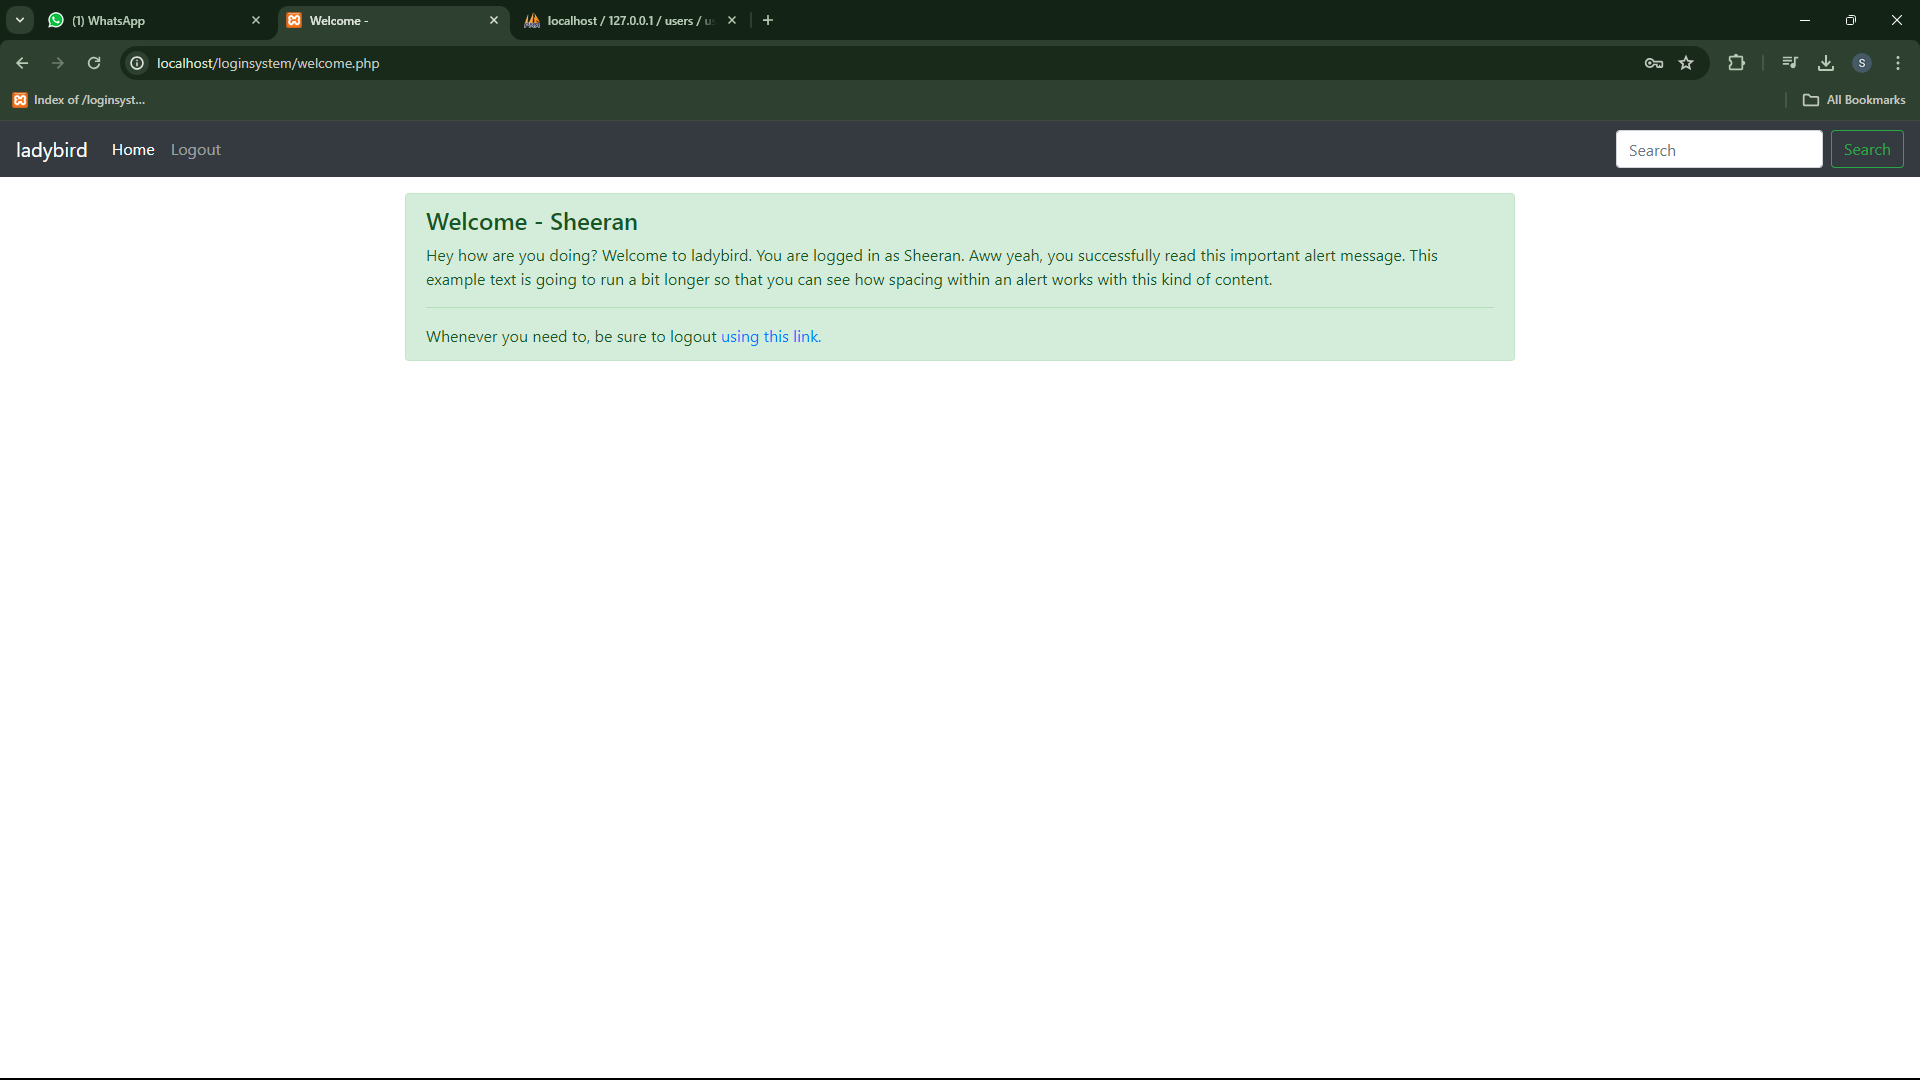 (1) WhatsApp
Welcome -
localhost / 127.0.0.1 / users / u
localhost/loginsystem/welcome.php
S
Index of /loginsyst...
All Bookmarks
ladybird Home Logout
Search Search
Welcome - Sheeran
Hey how are you doing? Welcome to ladybird. You are logged in as Sheeran. Aww yeah, you successfully read this important alert message. This
example text is going to run a bit longer so that you can see how spacing within an alert works with this kind of content.
Whenever you need to, be sure to logout using this link.